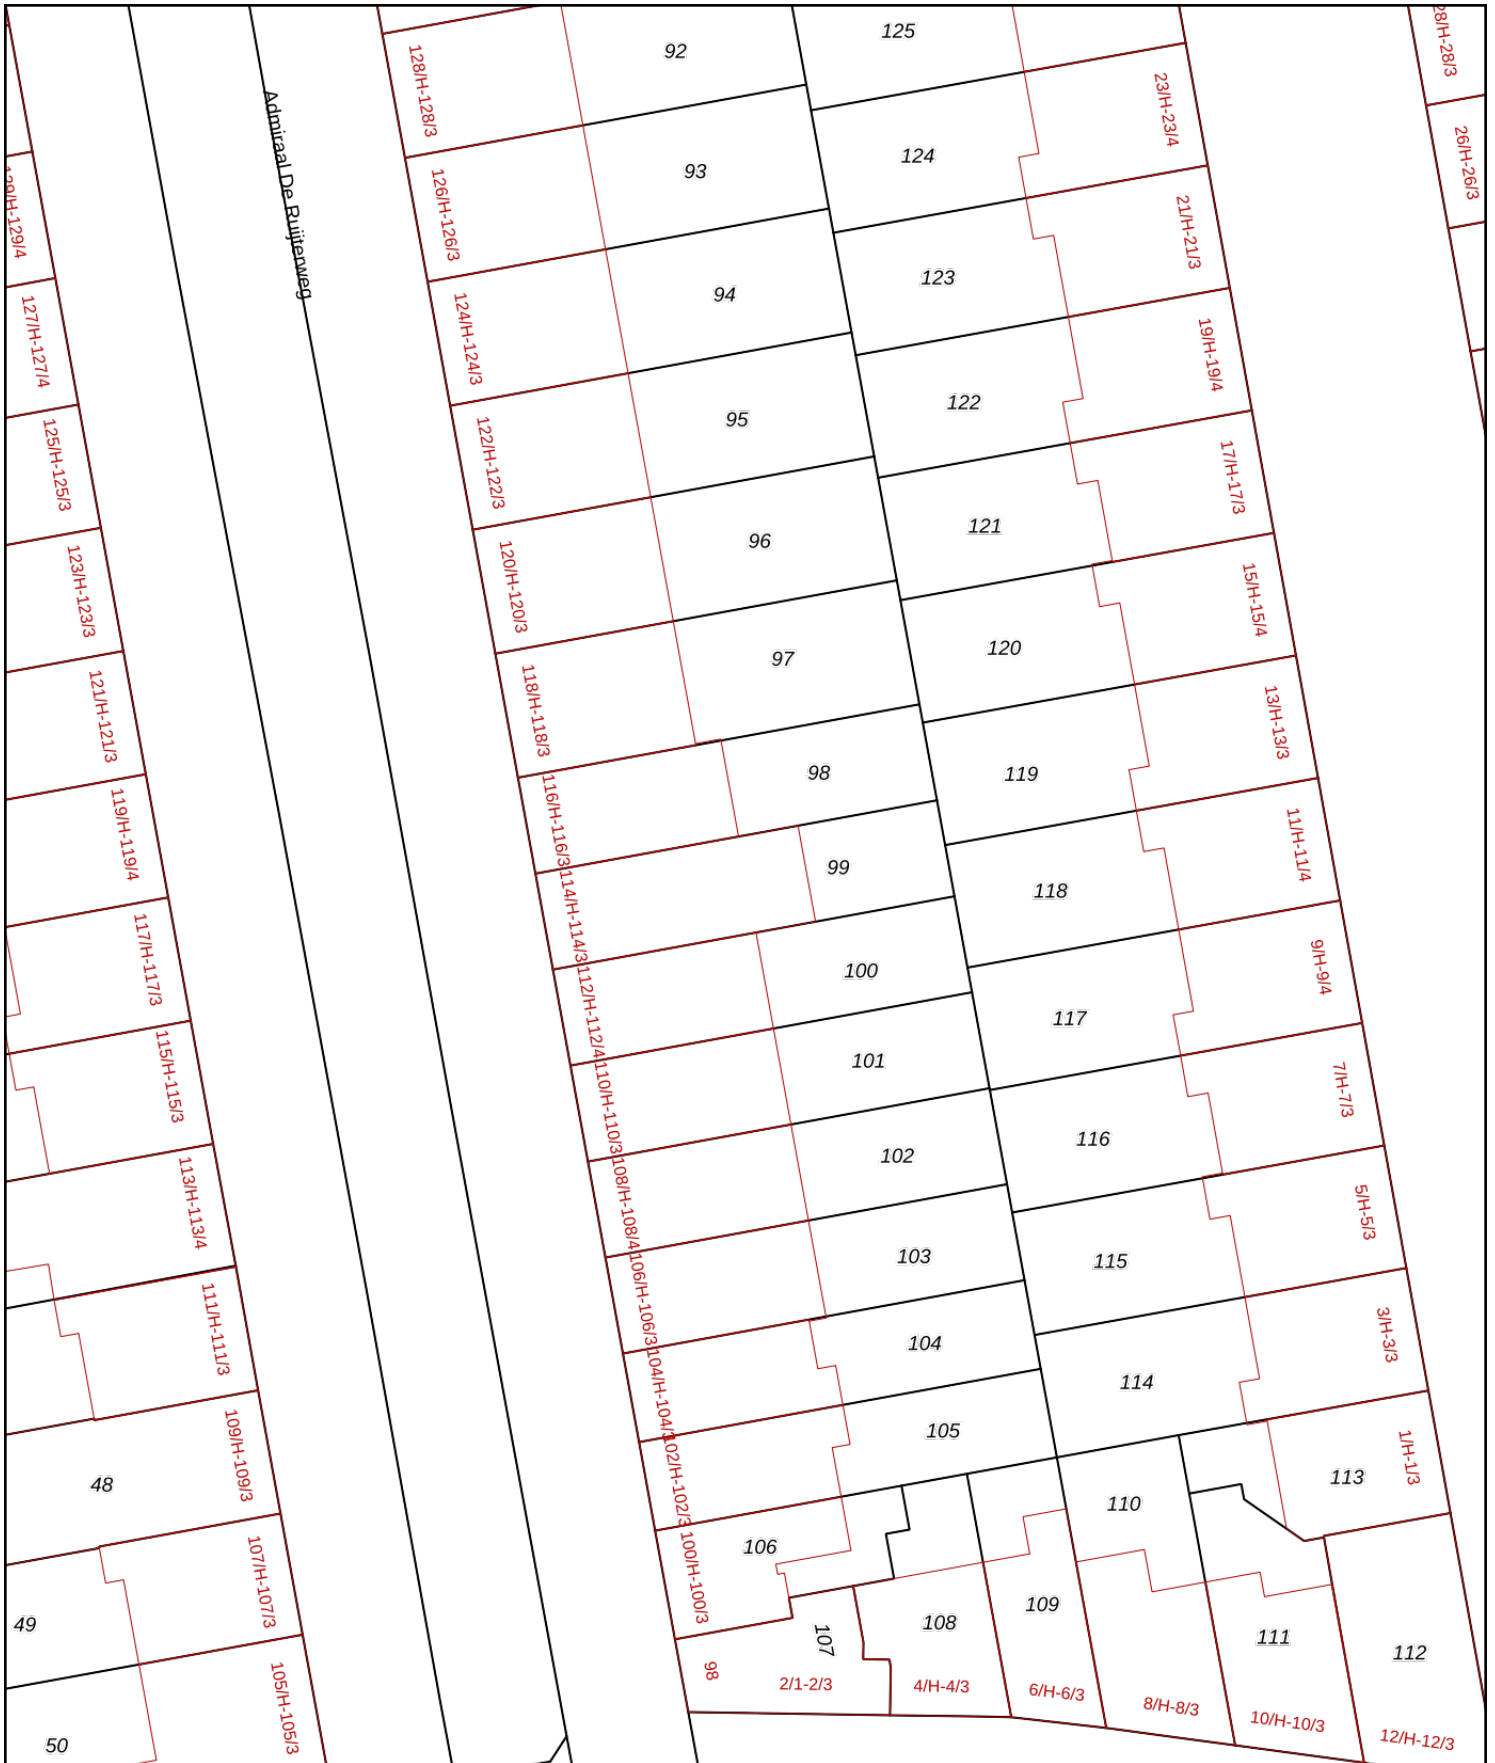 Admiraal De Ruijterweg
129/H-129/4
127/H-127/4
125/H-125/3
123/H-123/3
121/H-121/3
119/H-119/4
117/H-117/3
115/H-115/3
113/H-113/4
111/H-111/3
109/H-109/3
107/H-107/3
105/H-105/3
48
49
50
128/H-128/3
126/H-126/3
124/H-124/3
122/H-122/3
120/H-120/3
118/H-118/3
116/H-116/3
114/H-114/3
112/H-112/4
110/H-110/3
108/H-108/4
106/H-106/3
104/H-104/3
102/H-102/3
100/H-100/3
98
92
93
94
95
96
97
98
99
100
101
102
103
104
105
106
107
108
109
110
111
112
113
114
115
116
117
118
119
120
121
122
123
124
125
23/H-23/4
21/H-21/3
19/H-19/4
17/H-17/3
15/H-15/4
13/H-13/3
11/H-11/4
9/H-9/4
7/H-7/3
5/H-5/3
3/H-3/3
1/H-1/3
2/1-2/3
4/H-4/3
6/H-6/3
8/H-8/3
10/H-10/3
12/H-12/3
28/H-28/3
26/H-26/3